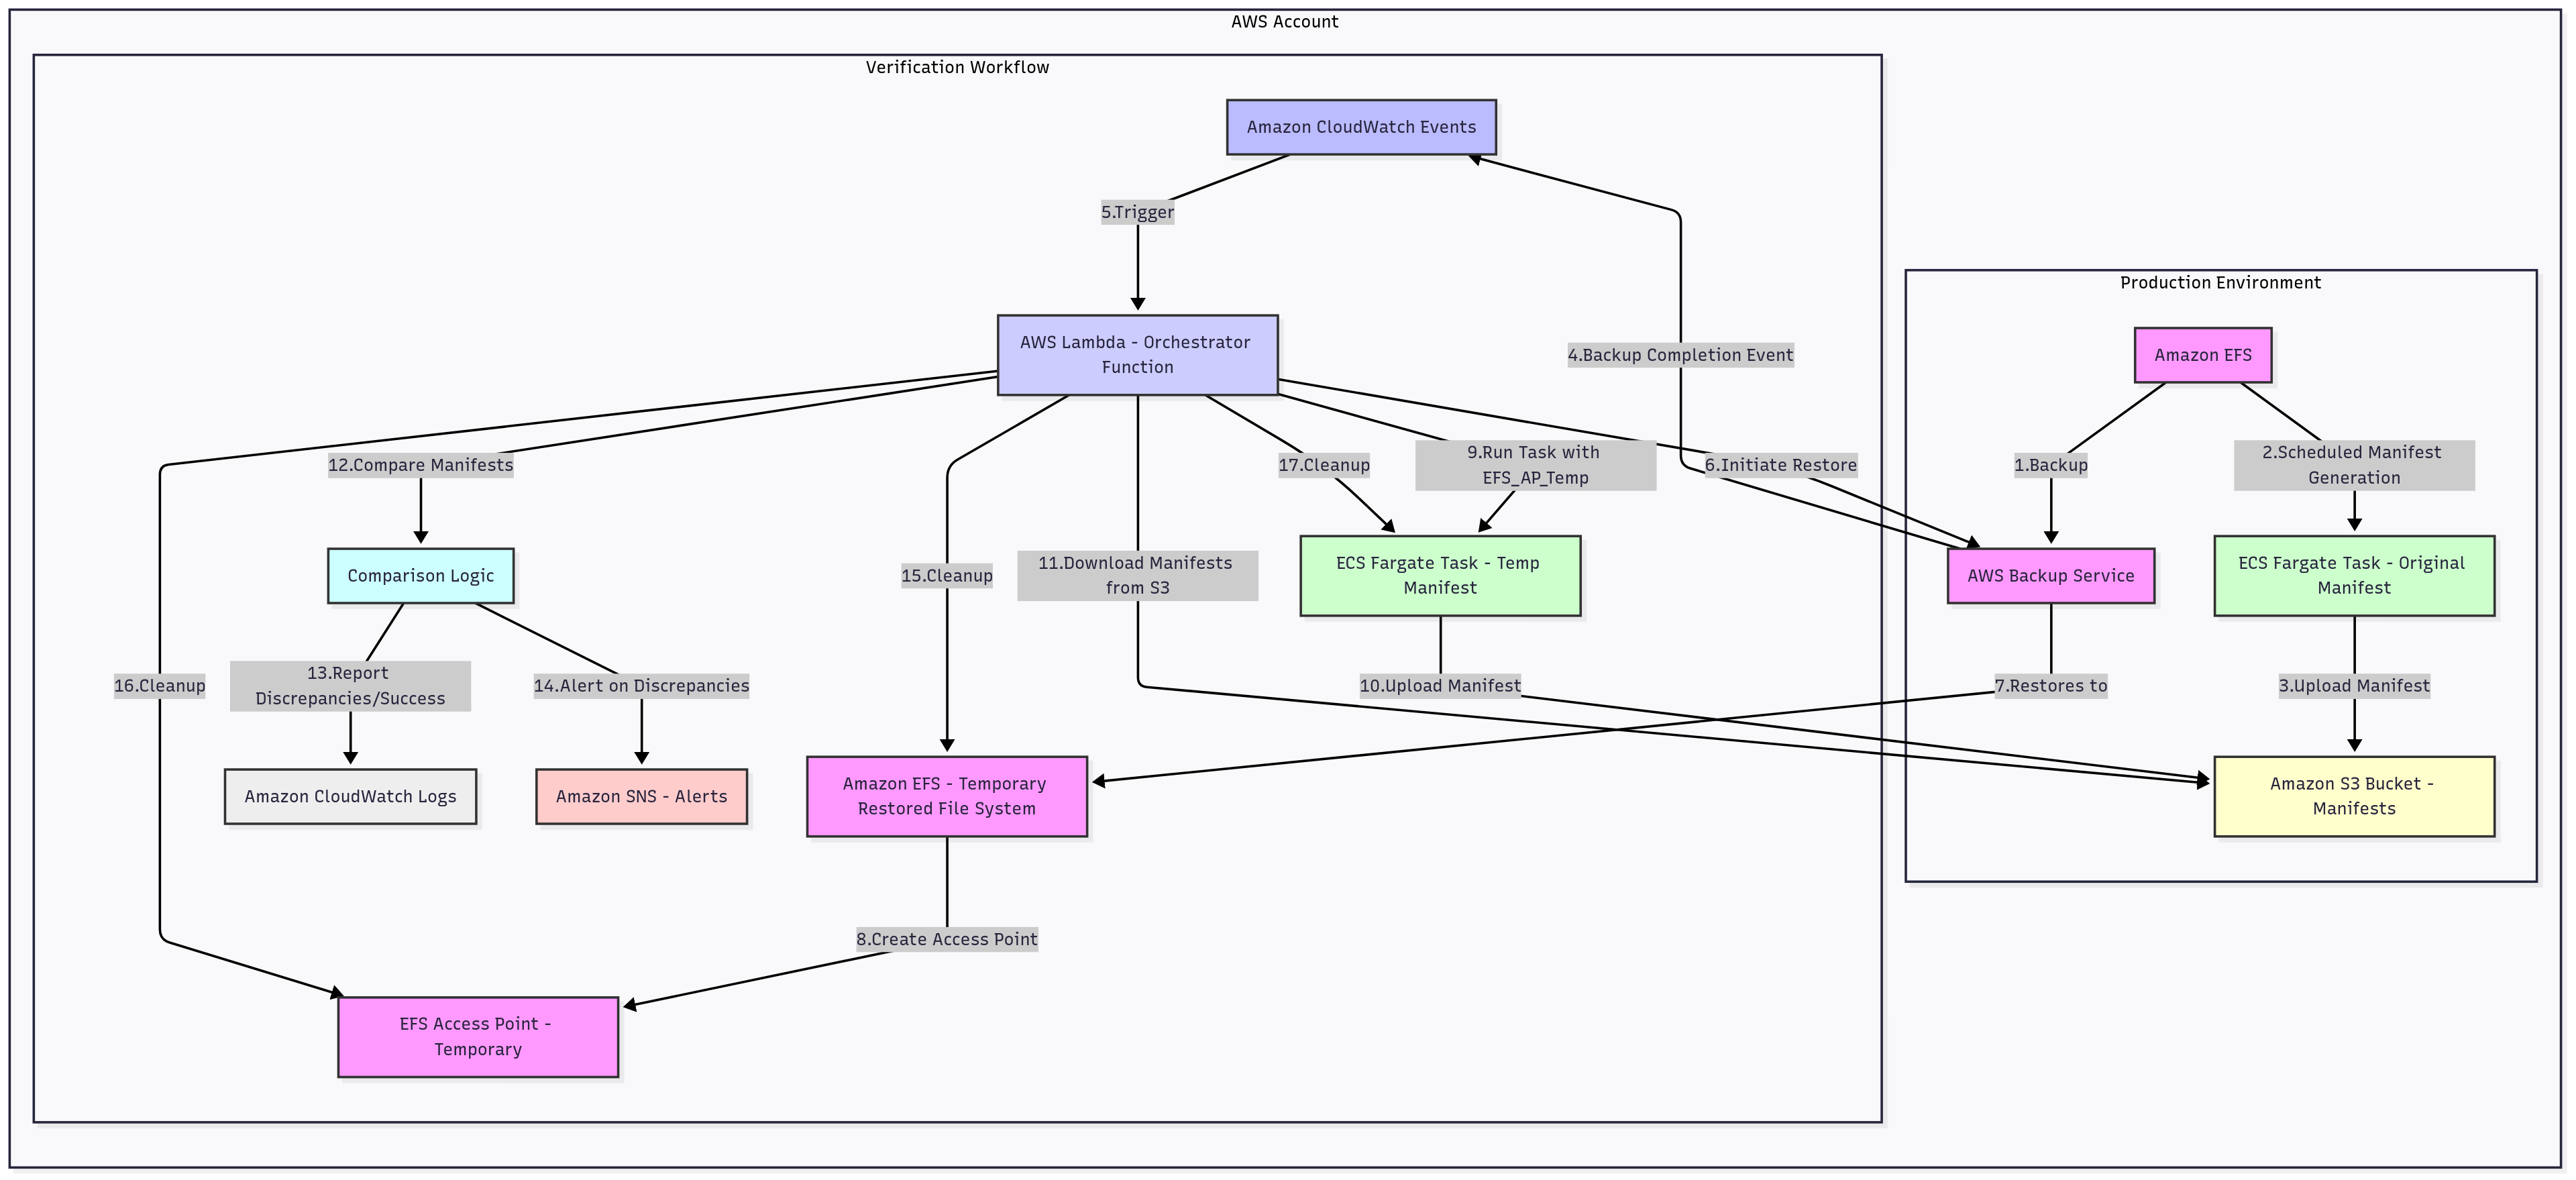 AWS Account
Verification Workflow
Amazon CloudWatch Events
5.Trigger
Production Environment
AWS Lambda - Orchestrator
Function
4.Backup Completion Event
Amazon EFS
12.Compare Manifests
17.Cleanup
9.Run Task with
EFS_AP_Temp
6.Initiate Restore
1.Backup
2.Scheduled Manifest
Generation
Comparison Logic
15.Cleanup
11.Download Manifests
from S3
ECS Fargate Task - Temp
Manifest
AWS Backup Service
ECS Fargate Task - Original
Manifest
16.Cleanup
13.Report
Discrepancies/Success
14.Alert on Discrepancies
10.Upload Manifest
7.Restores to
3.Upload Manifest
Amazon CloudWatch Logs
Amazon SNS - Alerts
Amazon EFS - Temporary
Restored File System
Amazon S3 Bucket -
Manifests
8.Create Access Point
EFS Access Point -
Temporary